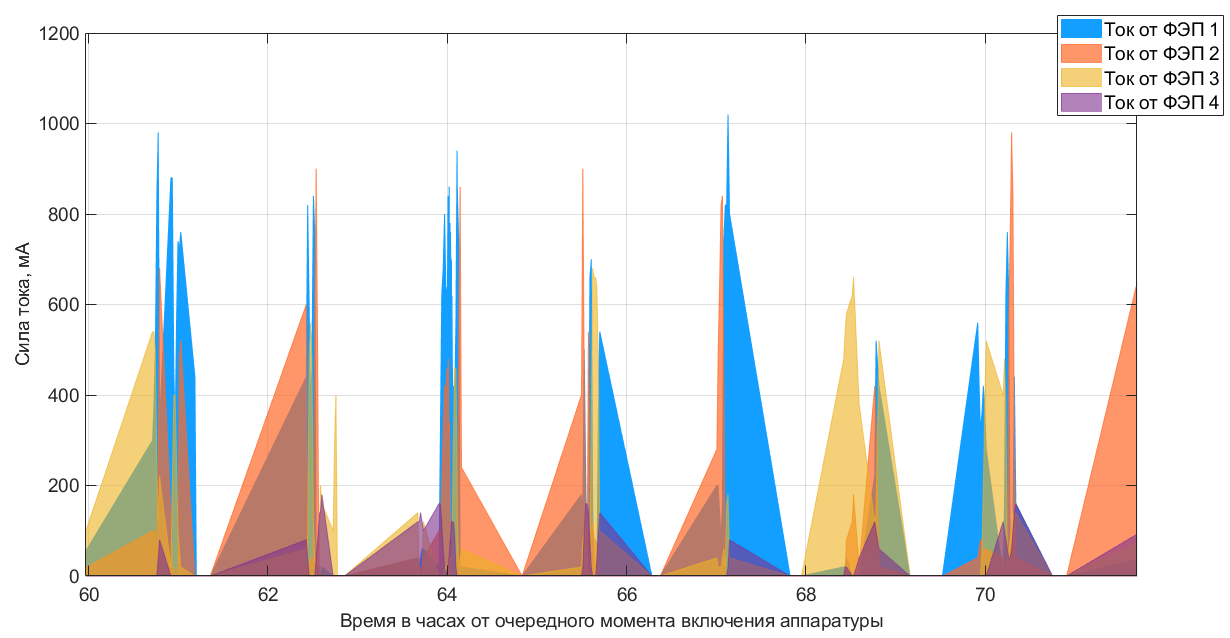 1200
1000
800
600
400
200
0
Сила тока, мА
60 62 64 66 68 70
Время в часах от очередного момента включения аппаратуры
Ток от ФЭП 1
Ток от ФЭП 2
Ток от ФЭП 3
Ток от ФЭП 4